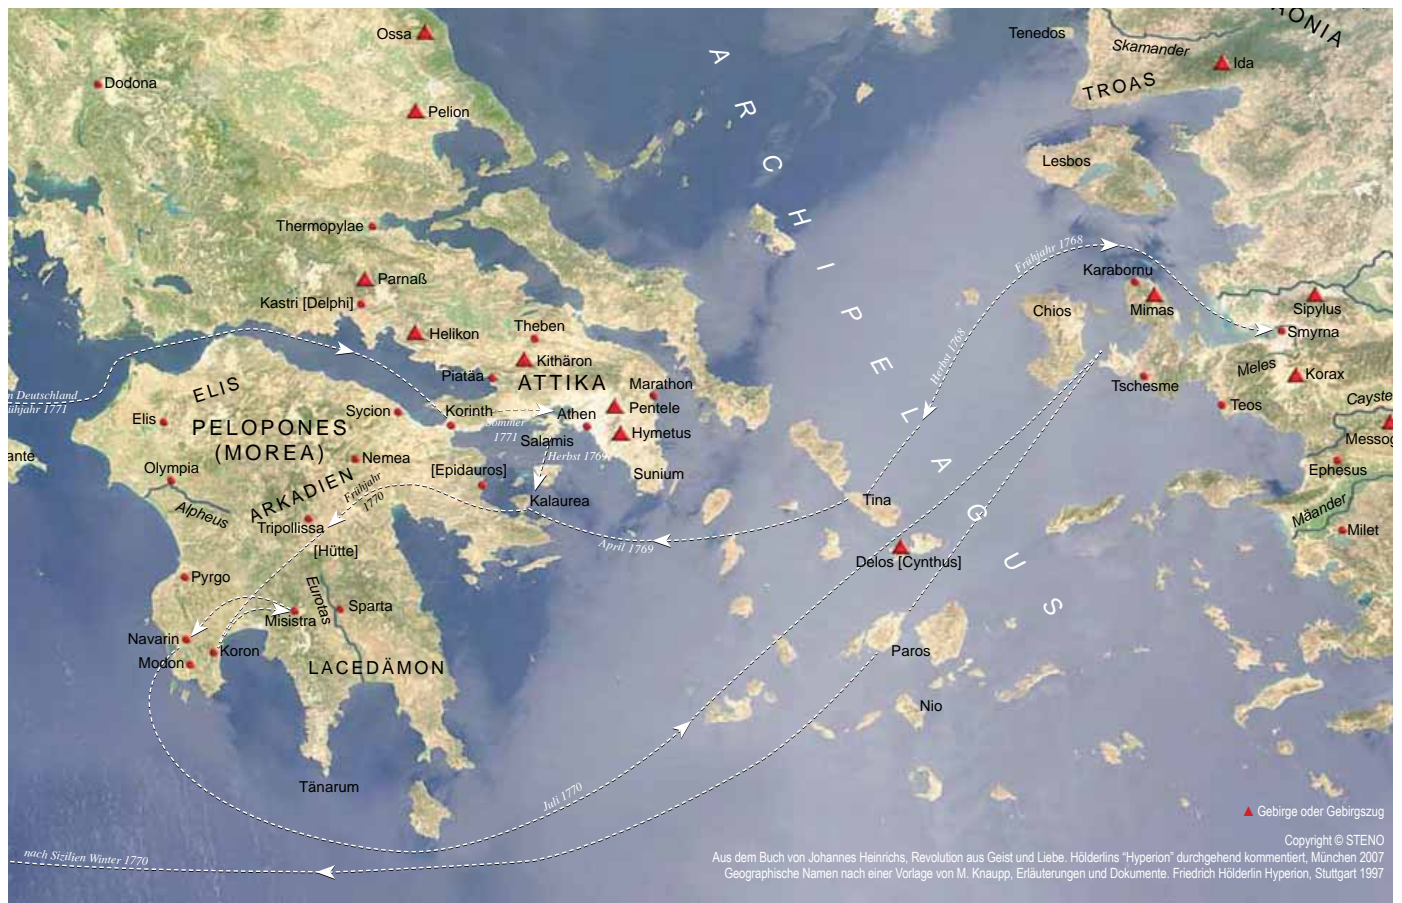 Ossa
Dodona
Pelion
Thermopylae
Parnaß
Kastri [Delphi]
Helikon
Theben
Kithäron
Piatäa
ATTIKA
Marathon
Pentele
Athen
Hymetus
Salamis
Sunium
Korinth
Sycion
ELIS
Elis
PELOPONES
(MOREA)
Nemea
Olympia
[Epidauros]
ARKADIEN
Alpheus
Tripollissa
[Hütte]
Kalaurea
Pyrgo
Eurotas
Sparta
Misistra
Navarin
Koron
Modon
LACEDÄMON
Tänarum
ARCHIPELAGUS
Tenedos
Skamander
Ida
TROAS
Lesbos
Karabornu
Mimas
Chios
Sipylus
Smyrna
Meles
Korax
Tschesme
Teos
Cayste
Messog
Ephesus
Mäander
Milet
Tina
Delos [Cynthus]
Paros
Nio
ante
ONIA
n Deutschland
ühjahr 1771
Sommer
1771
Herbst 1769
Frühjahr
1770
April 1769
Herbst 1768
Frühjahr 1768
Juli 1770
nach Sizilien Winter 1770
Gebirge oder Gebirgszug
Copyright © STENO
Aus dem Buch von Johannes Heinrichs, Revolution aus Geist und Liebe. Hölderlins “Hyperion” durchgehend kommentiert, München 2007
Geographische Namen nach einer Vorlage von M. Knaupp, Erläuterungen und Dokumente. Friedrich Hölderlin Hyperion, Stuttgart 1997